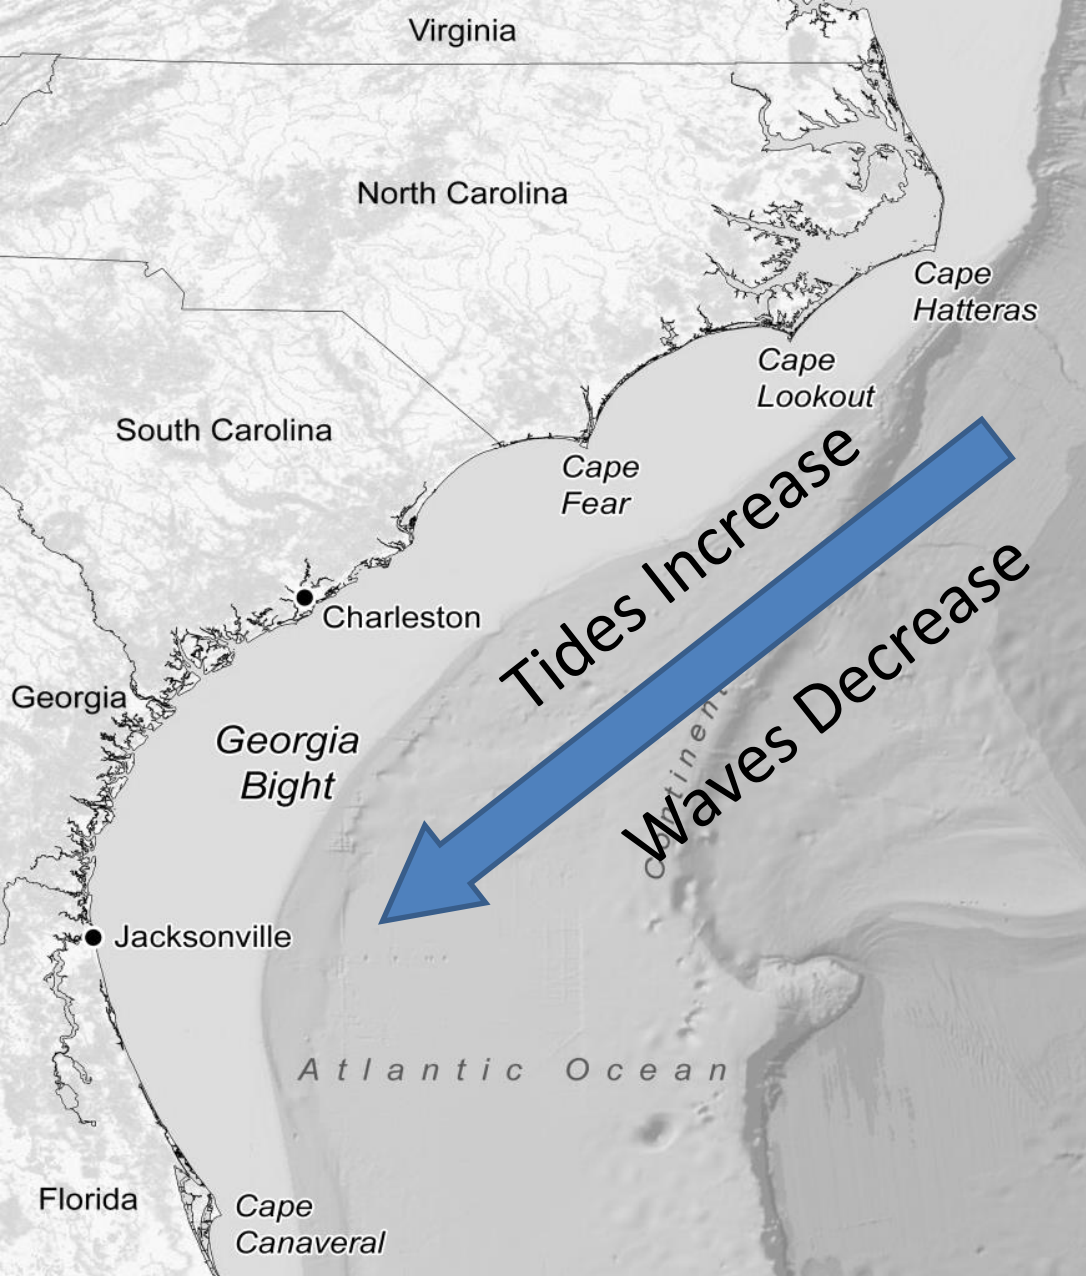 Virginia
North Carolina
Cape
Hatteras
Cape
Lookout
South Carolina
Cape
Fear
Tides Increase
Waves Decrease
Charleston
Georgia
Georgia
Bight
Continent
Jacksonville
Atlantic Ocean
Florida
Cape
Canaveral